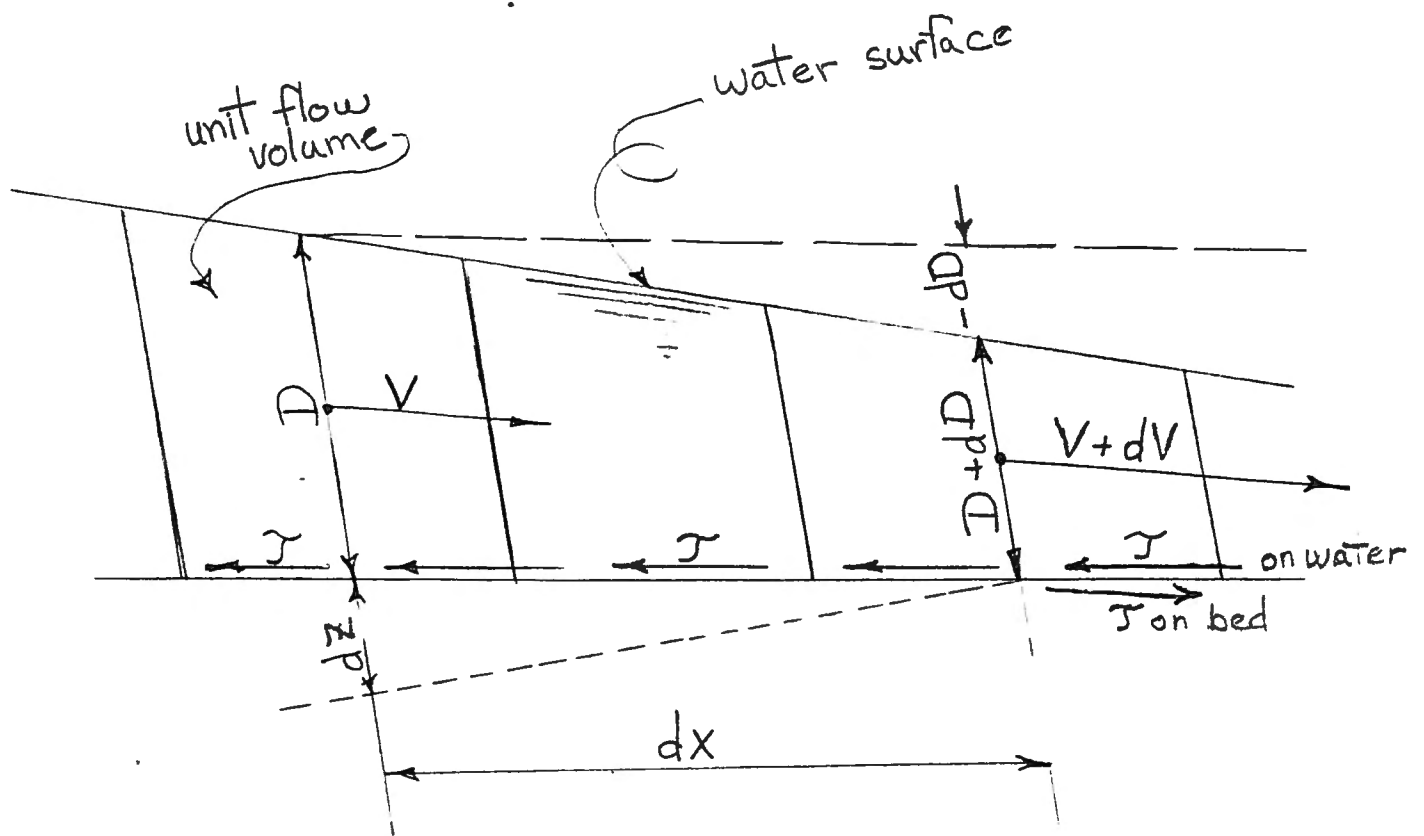 water surface
unit flow
volume
-dD
D
V
D+dD
V+dV
τ
τ
τ
on water
τ on bed
dz
dx